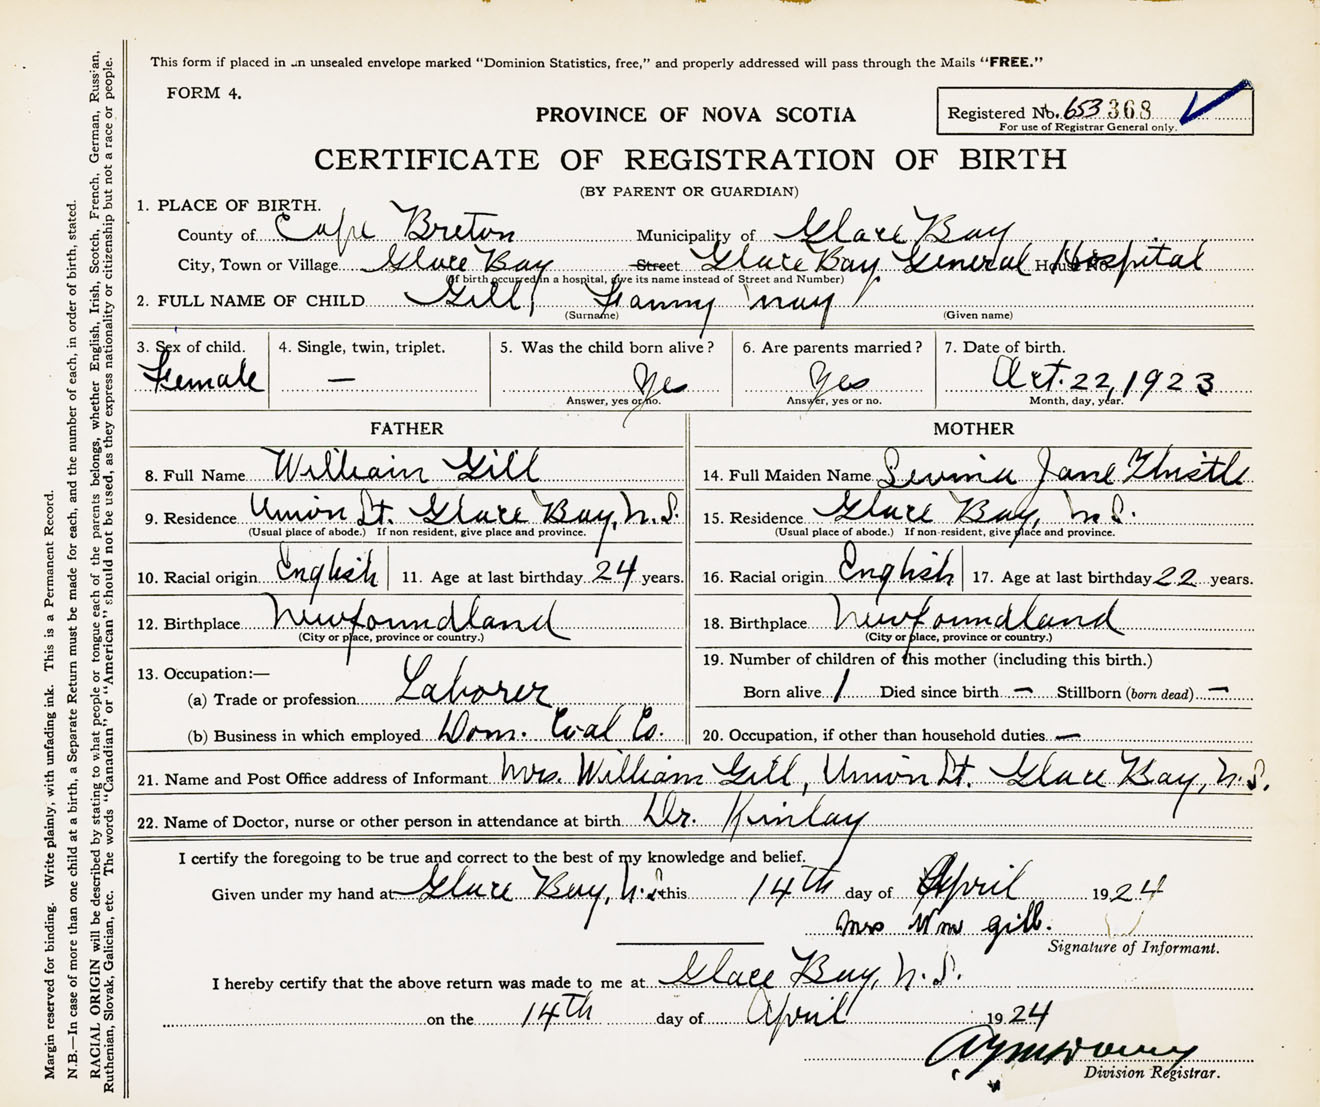 This form if placed in an unsealed envelope marked "Dominion Statistics, free," and properly addressed will pass through the Mails "FREE."
FORM 4.
PROVINCE OF NOVA SCOTIA
Registered No. 653 368
For use of Registrar General only.
CERTIFICATE OF REGISTRATION OF BIRTH
(BY PARENT OR GUARDIAN)
1. PLACE OF BIRTH.
County of Cape Breton Municipality of Glace Bay
City, Town or Village Glace Bay Street Glace Bay General Hospital House No.
(If birth occurred in a hospital, give its name instead of Street and Number)
2. FULL NAME OF CHILD Gill, Fanny May
(Surname) (Given name)
3. Sex of child. 4. Single, twin, triplet. 5. Was the child born alive? 6. Are parents married? 7. Date of birth.
Female — Yes Yes Oct. 22, 1923
Answer, yes or no. Answer, yes or no. Month, day, year.
FATHER MOTHER
8. Full Name William Gill 14. Full Maiden Name Jane Thistle
9. Residence Union St. Glace Bay, N.S. 15. Residence Glace Bay, N.S.
(Usual place of abode.) If non resident, give place and province. (Usual place of abode.) If non-resident, give place and province.
10. Racial origin English 11. Age at last birthday 24 years. 16. Racial origin English 17. Age at last birthday 22 years.
12. Birthplace Newfoundland 18. Birthplace Newfoundland
(City or place, province or country.) (City or place, province or country.)
13. Occupation:— 19. Number of children of this mother (including this birth.)
(a) Trade or profession Laborer Born alive 1 Died since birth — Stillborn (born dead) —
(b) Business in which employed Dom. Coal Co. 20. Occupation, if other than household duties —
21. Name and Post Office address of Informant Mrs. William Gill, Union St. Glace Bay, N.S.
22. Name of Doctor, nurse or other person in attendance at birth Dr. Kinlay
I certify the foregoing to be true and correct to the best of my knowledge and belief.
Given under my hand at Glace Bay, N.S. this 14th day of April 1924
Mrs Wm Gill.
Signature of Informant.
I hereby certify that the above return was made to me at Glace Bay, N.S.
on the 14th day of April 1924
Division Registrar.
Margin reserved for binding. Write plainly, with unfading ink. This is a Permanent Record.
N.B.—In case of more than one child at a birth, a Separate Return must be made for each, and the number of each, in order of birth, stated.
RACIAL ORIGIN will be described by stating to what people or tongue each of the parents belongs, whether English, Irish, Scotch, French, German, Russian,
Ruthenian, Slovak, Galician, etc. The words "Canadian" or "American" should not be used, as they express nationality or citizenship but not a race or people.